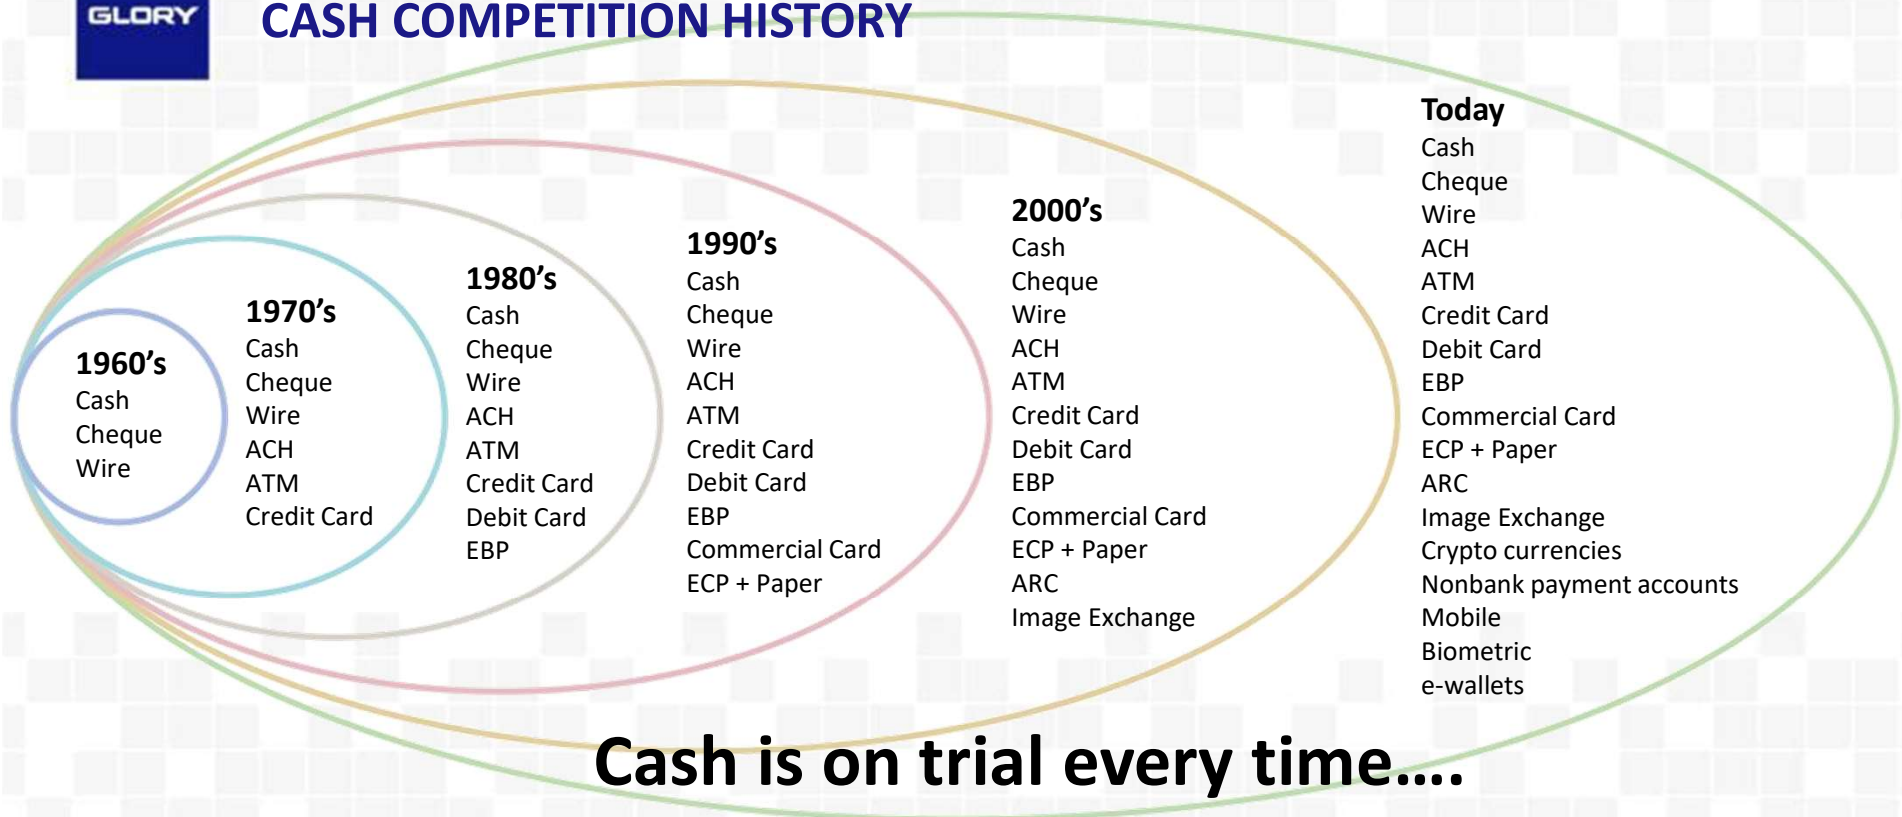 GLORY
CASH COMPETITION HISTORY
1960’s
Cash
Cheque
Wire
1970’s
Cash
Cheque
Wire
ACH
ATM
Credit Card
1980’s
Cash
Cheque
Wire
ACH
ATM
Credit Card
Debit Card
EBP
1990’s
Cash
Cheque
Wire
ACH
ATM
Credit Card
Debit Card
EBP
Commercial Card
ECP + Paper
2000’s
Cash
Cheque
Wire
ACH
ATM
Credit Card
Debit Card
EBP
Commercial Card
ECP + Paper
ARC
Image Exchange
Today
Cash
Cheque
Wire
ACH
ATM
Credit Card
Debit Card
EBP
Commercial Card
ECP + Paper
ARC
Image Exchange
Crypto currencies
Nonbank payment accounts
Mobile
Biometric
e-wallets
Cash is on trial every time....